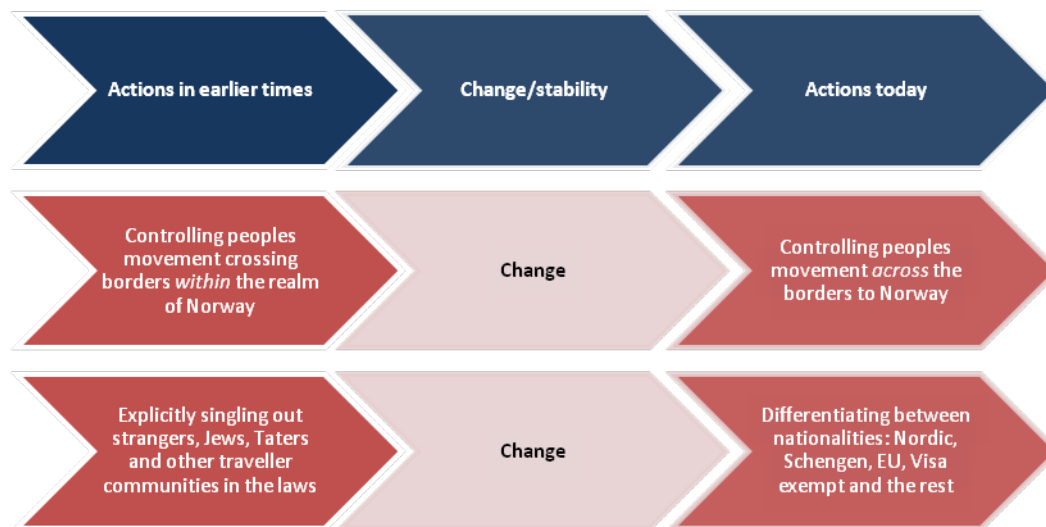 Actions in earlier times
Change/stability
Actions today
Controlling peoples
movement crossing
borders within the realm
of Norway
Change
Controlling peoples
movement across the
borders to Norway
Explicitly singling out
strangers, Jews, Taters
and other traveller
communities in the laws
Change
Differentiating between
nationalities: Nordic,
Schengen, EU, Visa
exempt and the rest